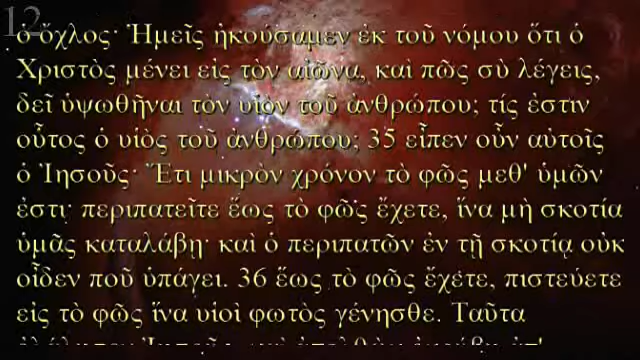 12
ὁ ὄχλος· Ἡμεῖς ἠκούσαμεν ἐκ τοῦ νόμου ὅτι ὁ
Χριστὸς μένει εἰς τὸν αἰῶνα, καὶ πῶς σὺ λέγεις,
δεῖ ὑψωθῆναι τὸν υἱὸν τοῦ ἀνθρώπου; τίς ἐστιν
οὗτος ὁ υἱὸς τοῦ ἀνθρώπου; 35 εἶπεν οὖν αὐτοῖς
ὁ Ἰησοῦς· Ἔτι μικρὸν χρόνον τὸ φῶς μεθ' ὑμῶν
ἐστι· περιπατεῖτε ἕως τὸ φῶς ἔχετε, ἵνα μὴ σκοτία
ὑμᾶς καταλάβῃ· καὶ ὁ περιπατῶν ἐν τῇ σκοτίᾳ οὐκ
οἶδεν ποῦ ὑπάγει. 36 ἕως τὸ φῶς ἔχετε, πιστεύετε
εἰς τὸ φῶς ἵνα υἱοὶ φωτὸς γένησθε. Ταῦτα